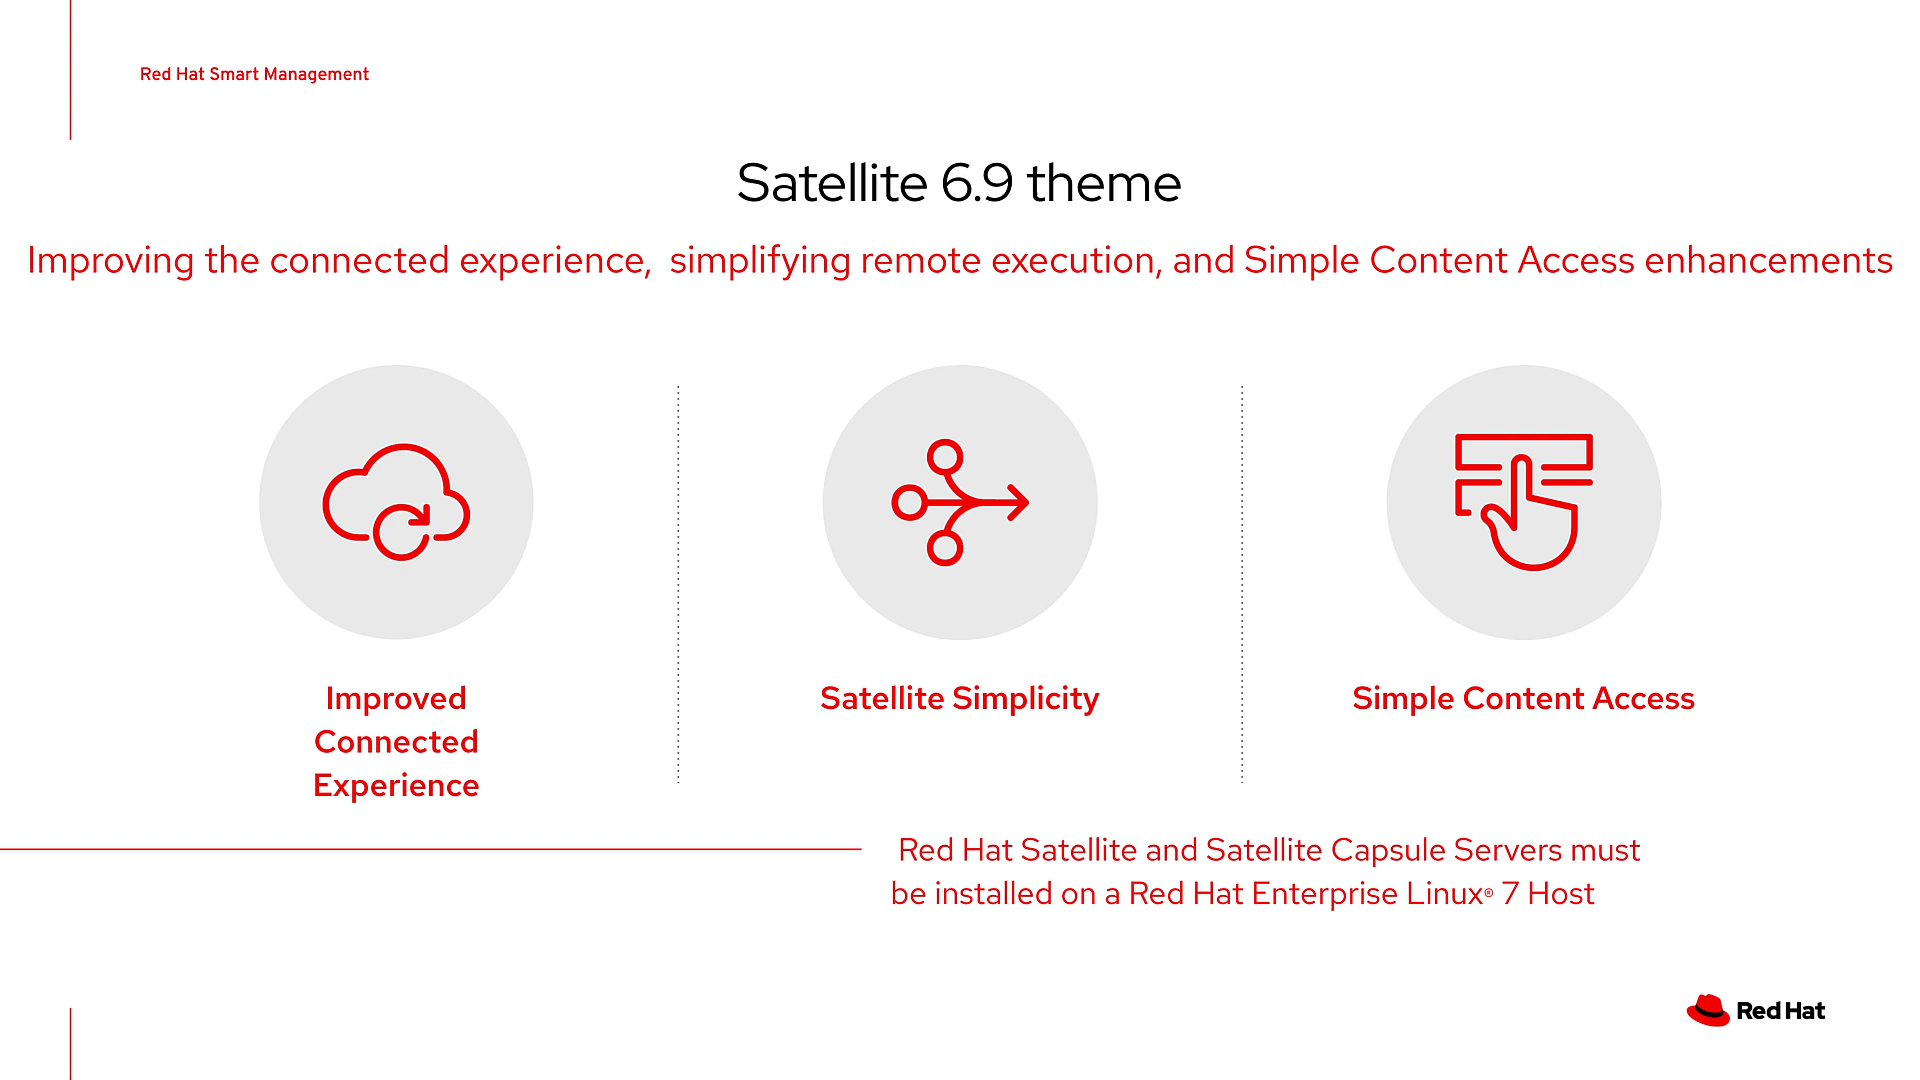 Red Hat Smart Management
Satellite 6.9 theme
Improving the connected experience,  simplifying remote execution, and Simple Content Access enhancements
Improved
Connected
Experience
Satellite Simplicity
Simple Content Access
Red Hat Satellite and Satellite Capsule Servers must
be installed on a Red Hat Enterprise Linux® 7 Host
Red Hat